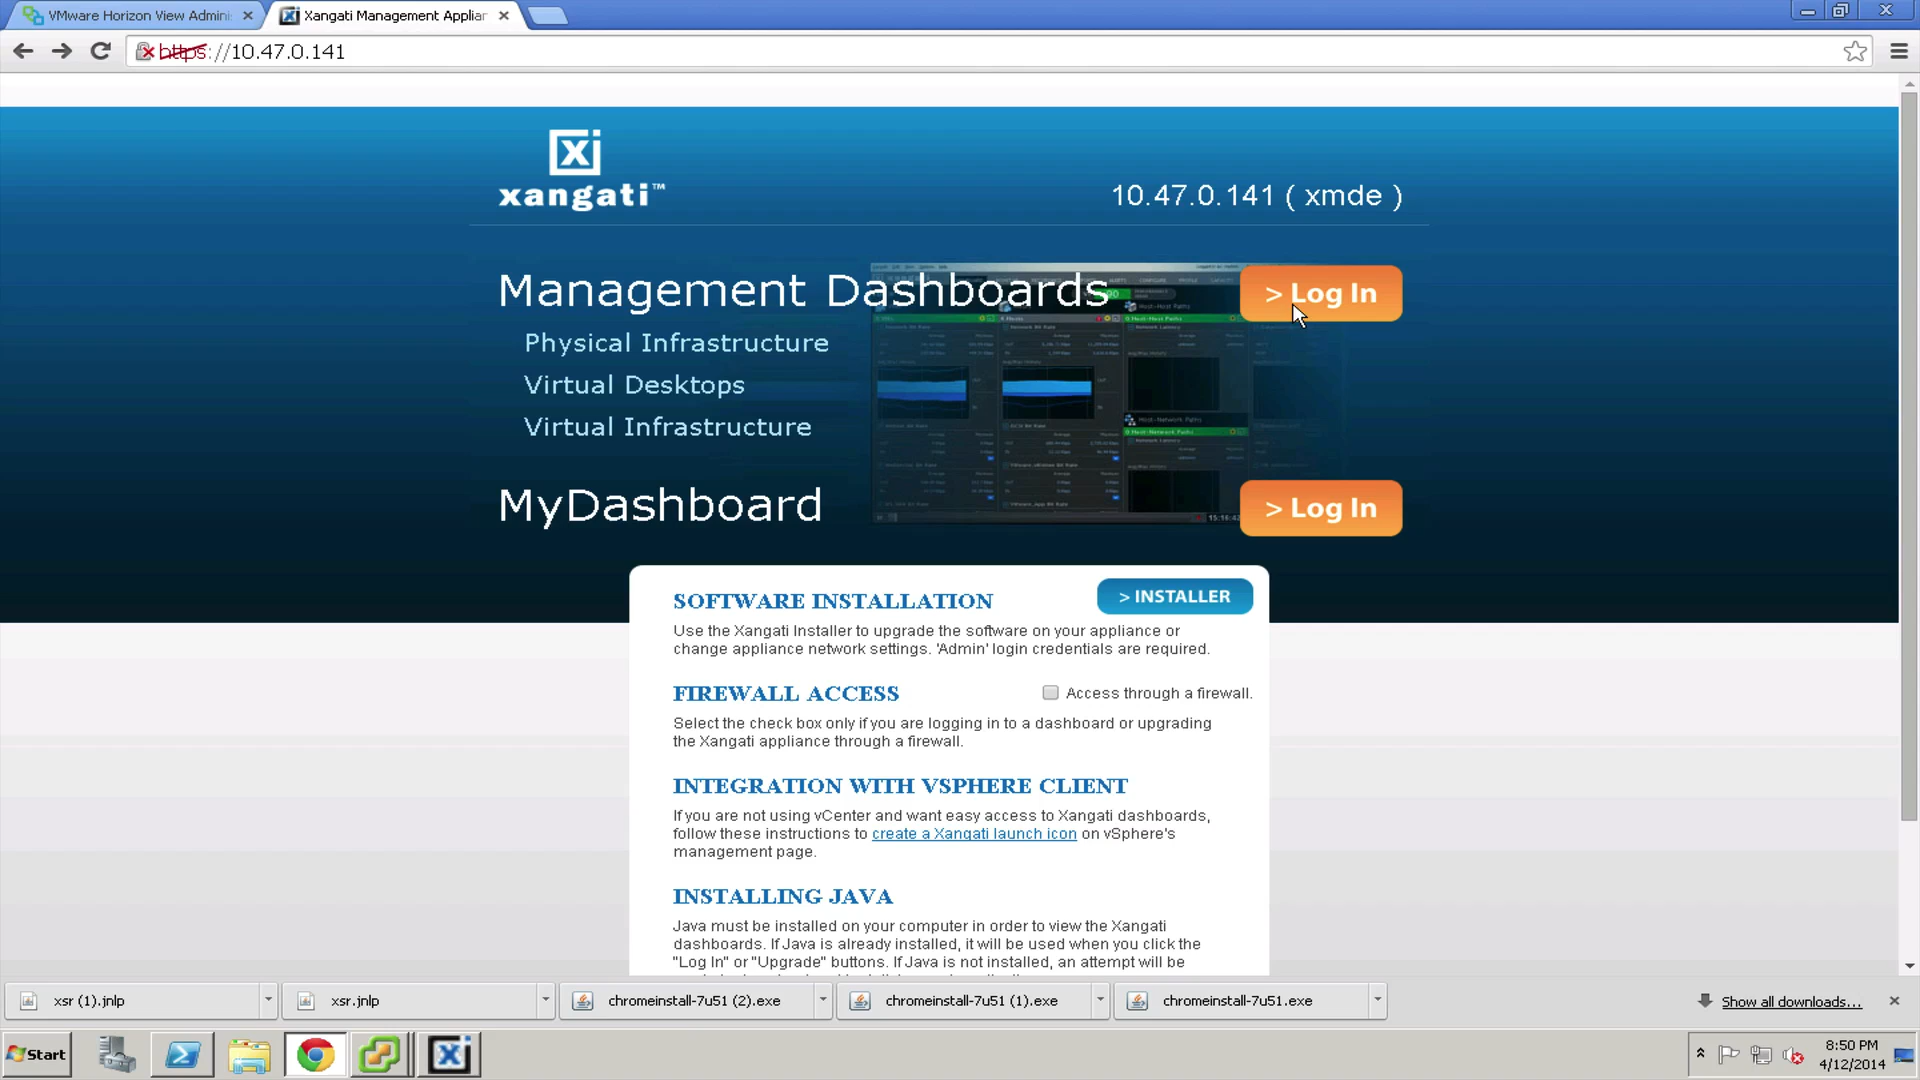 VMware Horizon View Admini
Xangati Management Applian
https://10.47.0.141
Xi
xangati™
10.47.0.141 ( xmde )
Management Dashboards
> Log In
Physical Infrastructure
Virtual Desktops
Virtual Infrastructure
MyDashboard
> Log In
SOFTWARE INSTALLATION
> INSTALLER
Use the Xangati Installer to upgrade the software on your appliance or
change appliance network settings. 'Admin' login credentials are required.
FIREWALL ACCESS
Access through a firewall.
Select the check box only if you are logging in to a dashboard or upgrading
the Xangati appliance through a firewall.
INTEGRATION WITH VSPHERE CLIENT
If you are not using vCenter and want easy access to Xangati dashboards,
follow these instructions to create a Xangati launch icon on vSphere's
management page.
INSTALLING JAVA
Java must be installed on your computer in order to view the Xangati
dashboards. If Java is already installed, it will be used when you click the
"Log In" or "Upgrade" buttons. If Java is not installed, an attempt will be
xsr (1).jnlp
xsr.jnlp
chromeinstall-7u51 (2).exe
chromeinstall-7u51 (1).exe
chromeinstall-7u51.exe
Show all downloads...
Start
8:50 PM
4/12/2014